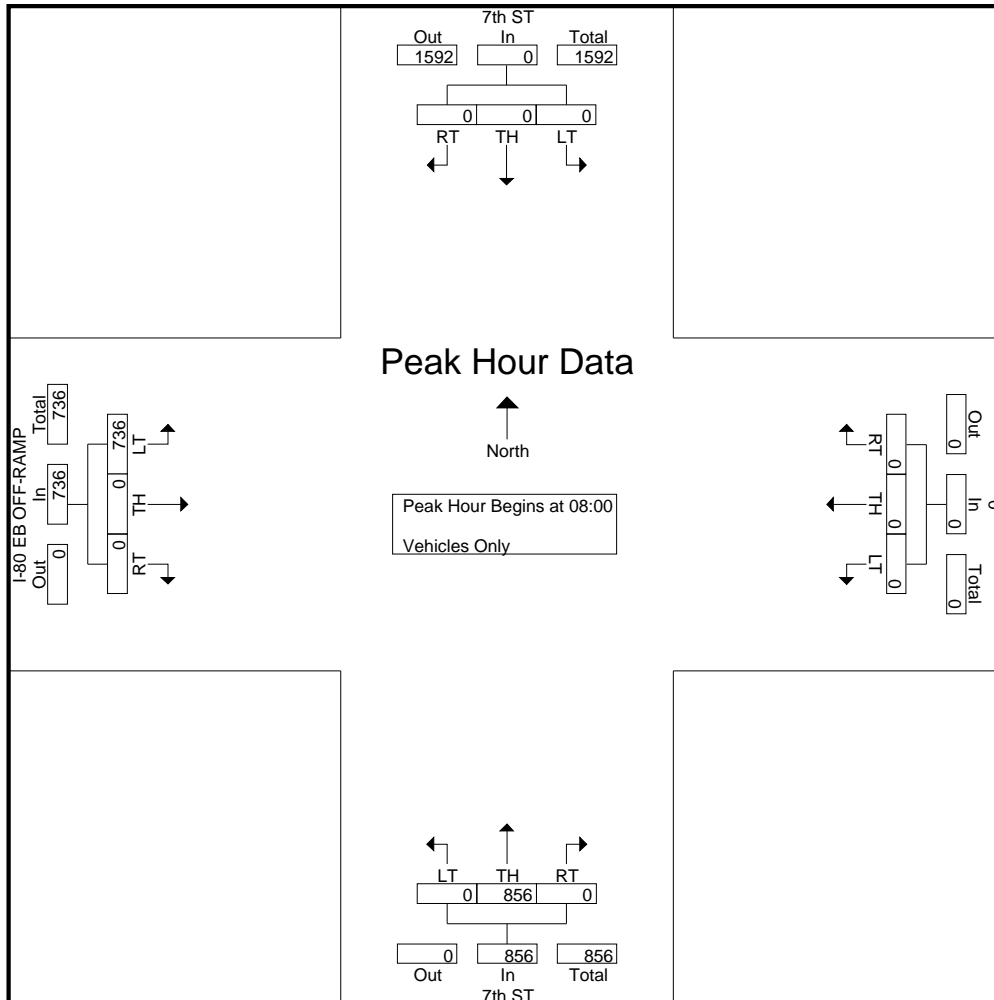 7th ST
Out In Total
1592 0 1592
0 0 0
RT TH LT
Peak Hour Data
North
Peak Hour Begins at 08:00
Vehicles Only
I-80 EB OFF-RAMP
Out In Total
0 736 736
736 0 0
LT TH RT
Out In Total
0 0 0
0 0 0
RT TH LT
LT TH RT
0 856 0
0 856 856
Out In Total
7th ST